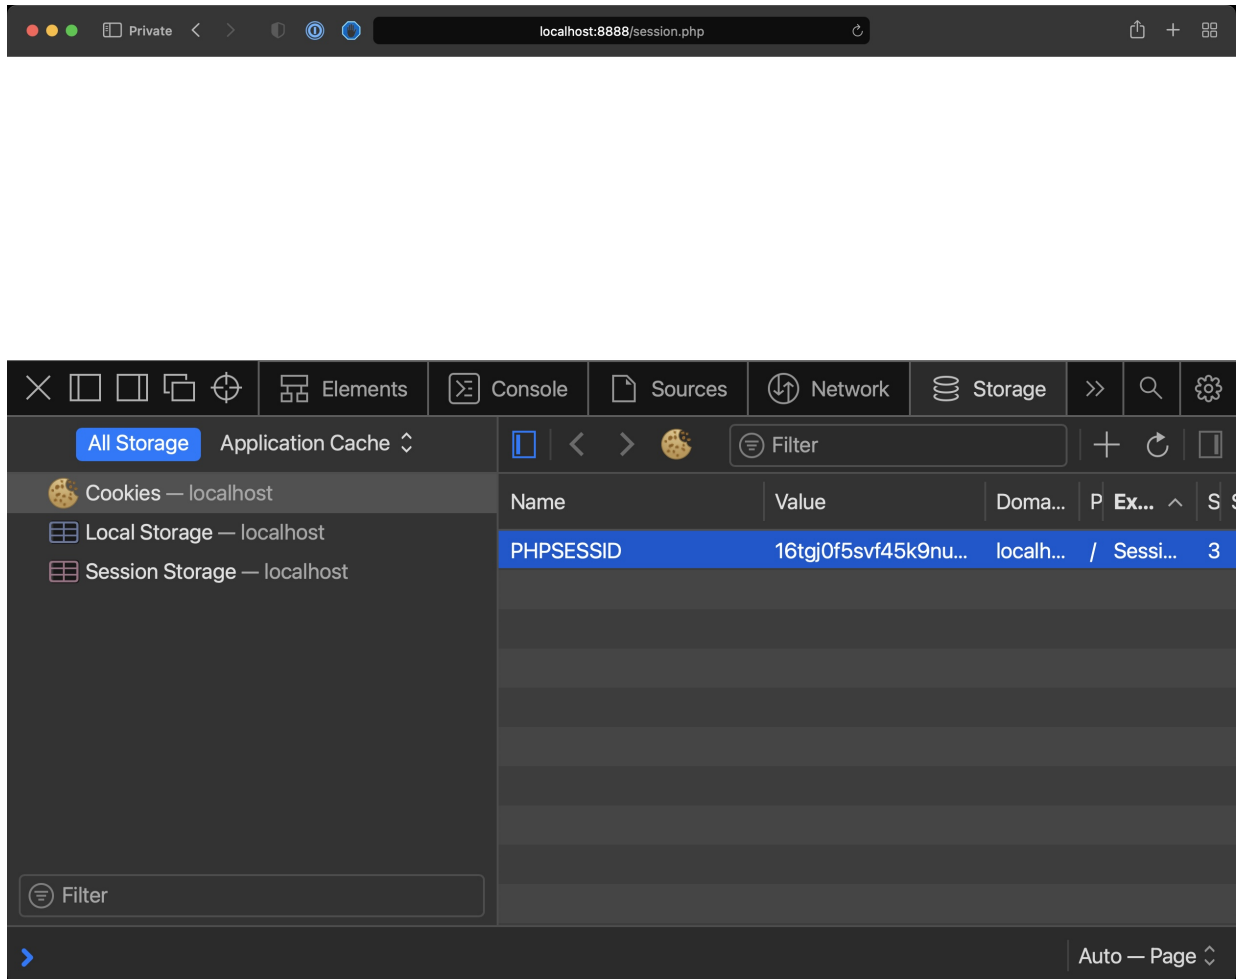 Private
localhost:8888/session.php
Elements
Console
Sources
Network
Storage
All Storage
Application Cache
Filter
Cookies — localhost
Local Storage — localhost
Session Storage — localhost
Name Value Doma... P Ex... S S
PHPSESSID 16tgj0f5svf45k9nu... localh... / Sessi... 3
Filter
Auto — Page